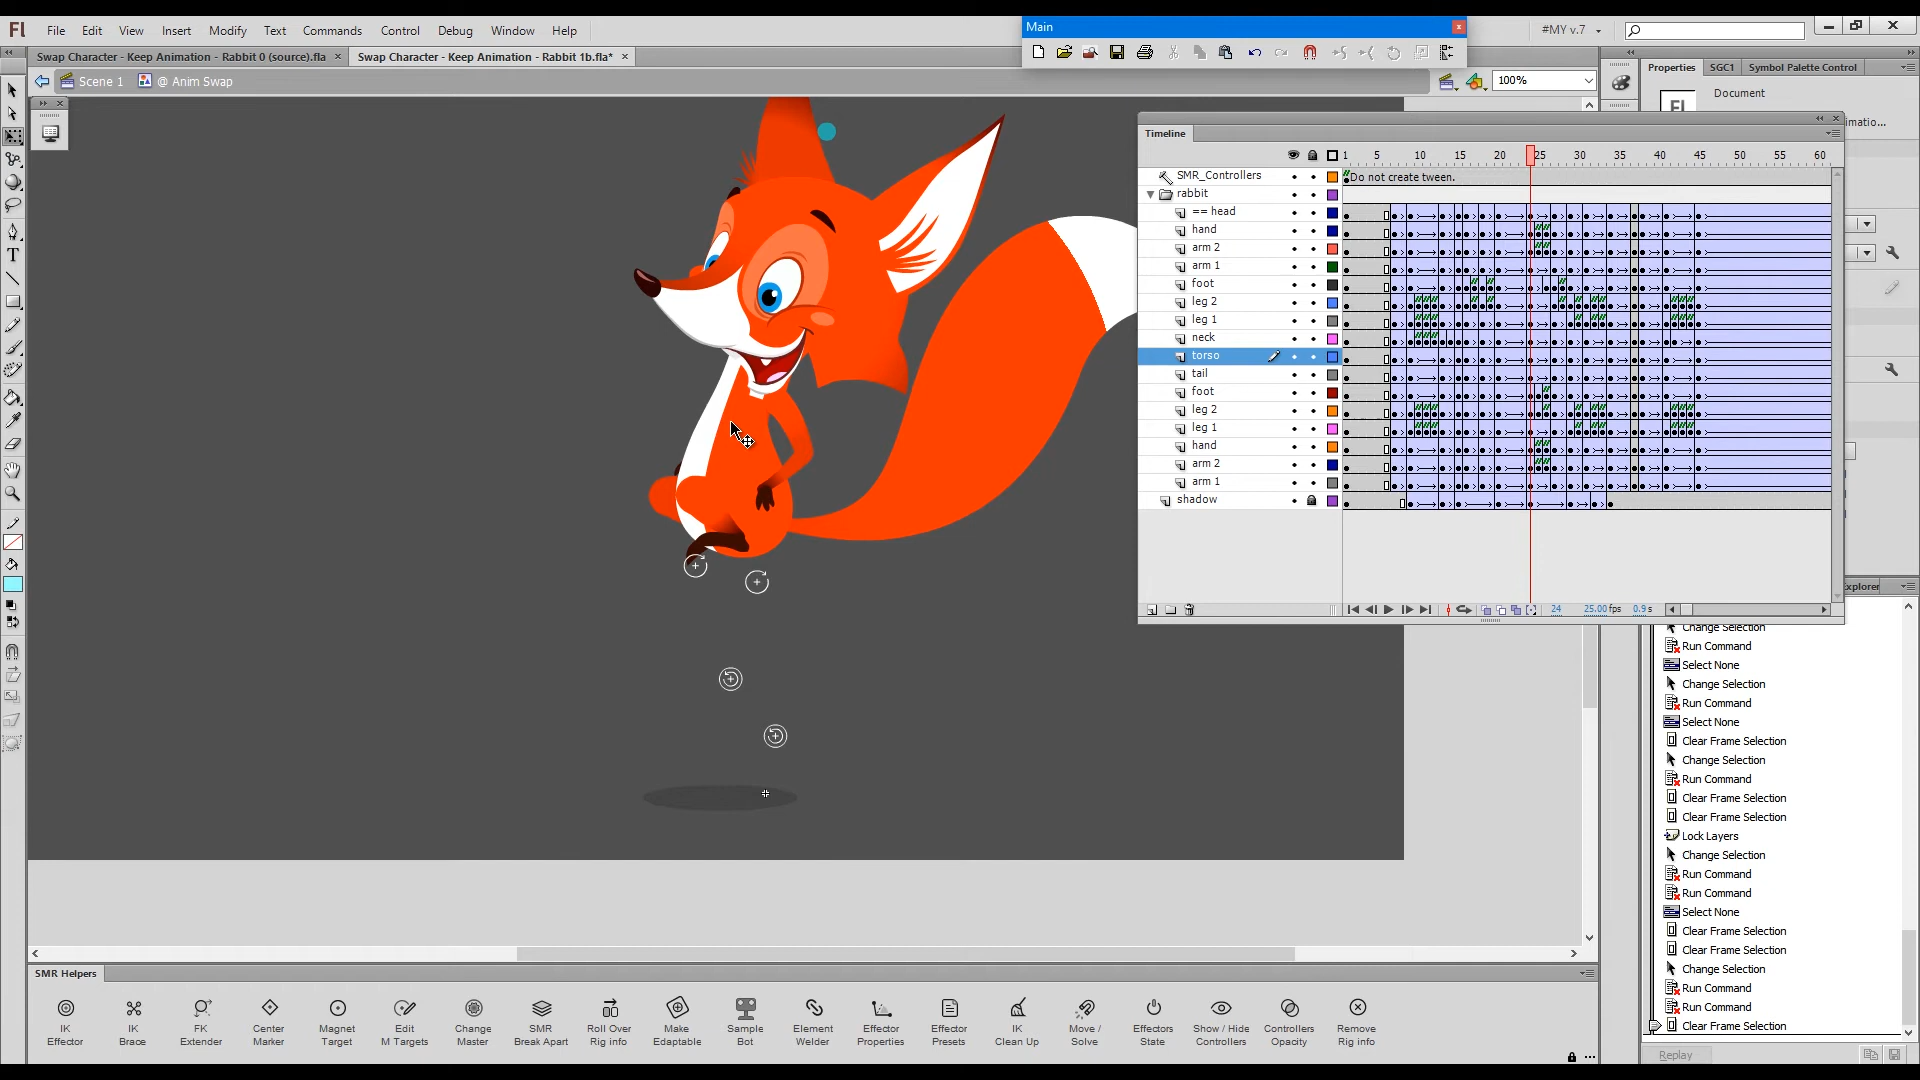 Fl File Edit View Insert Modify Text Commands Control Debug Window Help
Main
#MY v.7
Swap Character - Keep Animation - Rabbit 0 (source).fla × Swap Character - Keep Animation - Rabbit 1b.fla* ×
Scene 1 @ Anim Swap
100%
Properties SGC1 Symbol Palette Control
Fl
Document
imatio...
Timeline
1 5 10 15 20 25 30 35 40 45 50 55 60
SMR_Controllers
Do not create tween.
rabbit
== head
hand
arm 2
arm 1
foot
leg 2
leg 1
neck
torso
tail
foot
leg 2
leg 1
hand
arm 2
arm 1
shadow
24 25.00 fps 0.9 s
xplorer
Change Selection
Run Command
Select None
Change Selection
Run Command
Select None
Clear Frame Selection
Change Selection
Run Command
Clear Frame Selection
Clear Frame Selection
Lock Layers
Change Selection
Run Command
Run Command
Select None
Clear Frame Selection
Clear Frame Selection
Change Selection
Run Command
Run Command
Clear Frame Selection
Replay
SMR Helpers
IK Effector
IK Brace
FK Extender
Center Marker
Magnet Target
Edit M Targets
Change Master
SMR Break Apart
Roll Over Rig info
Make Adaptable
Sample Bot
Element Welder
Effector Properties
Effector Presets
IK Clean Up
Move / Solve
Effectors State
Show / Hide Controllers
Controllers Opacity
Remove Rig info